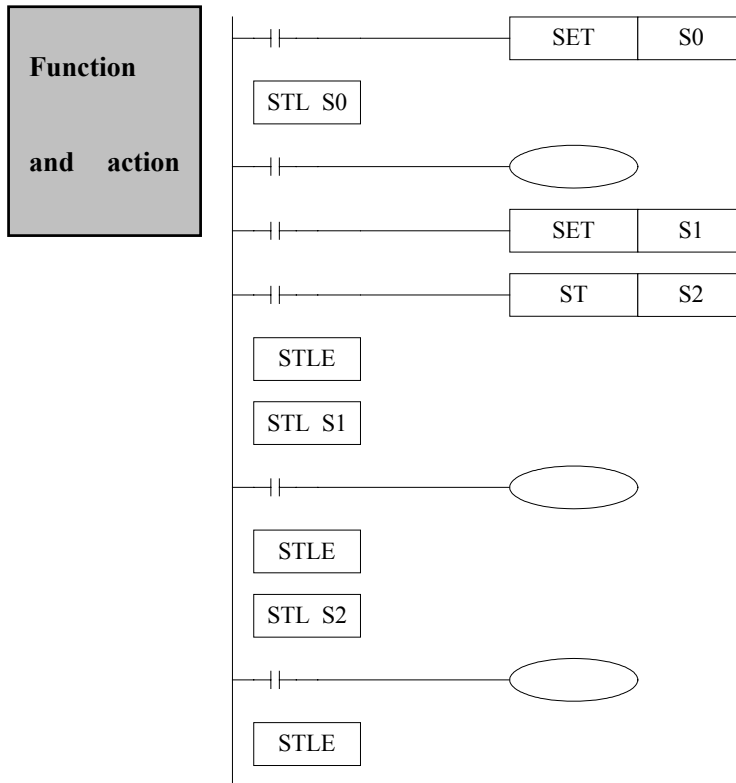 Function
and action
SET S0
STL S0
SET S1
ST S2
STLE
STL S1
STLE
STL S2
STLE